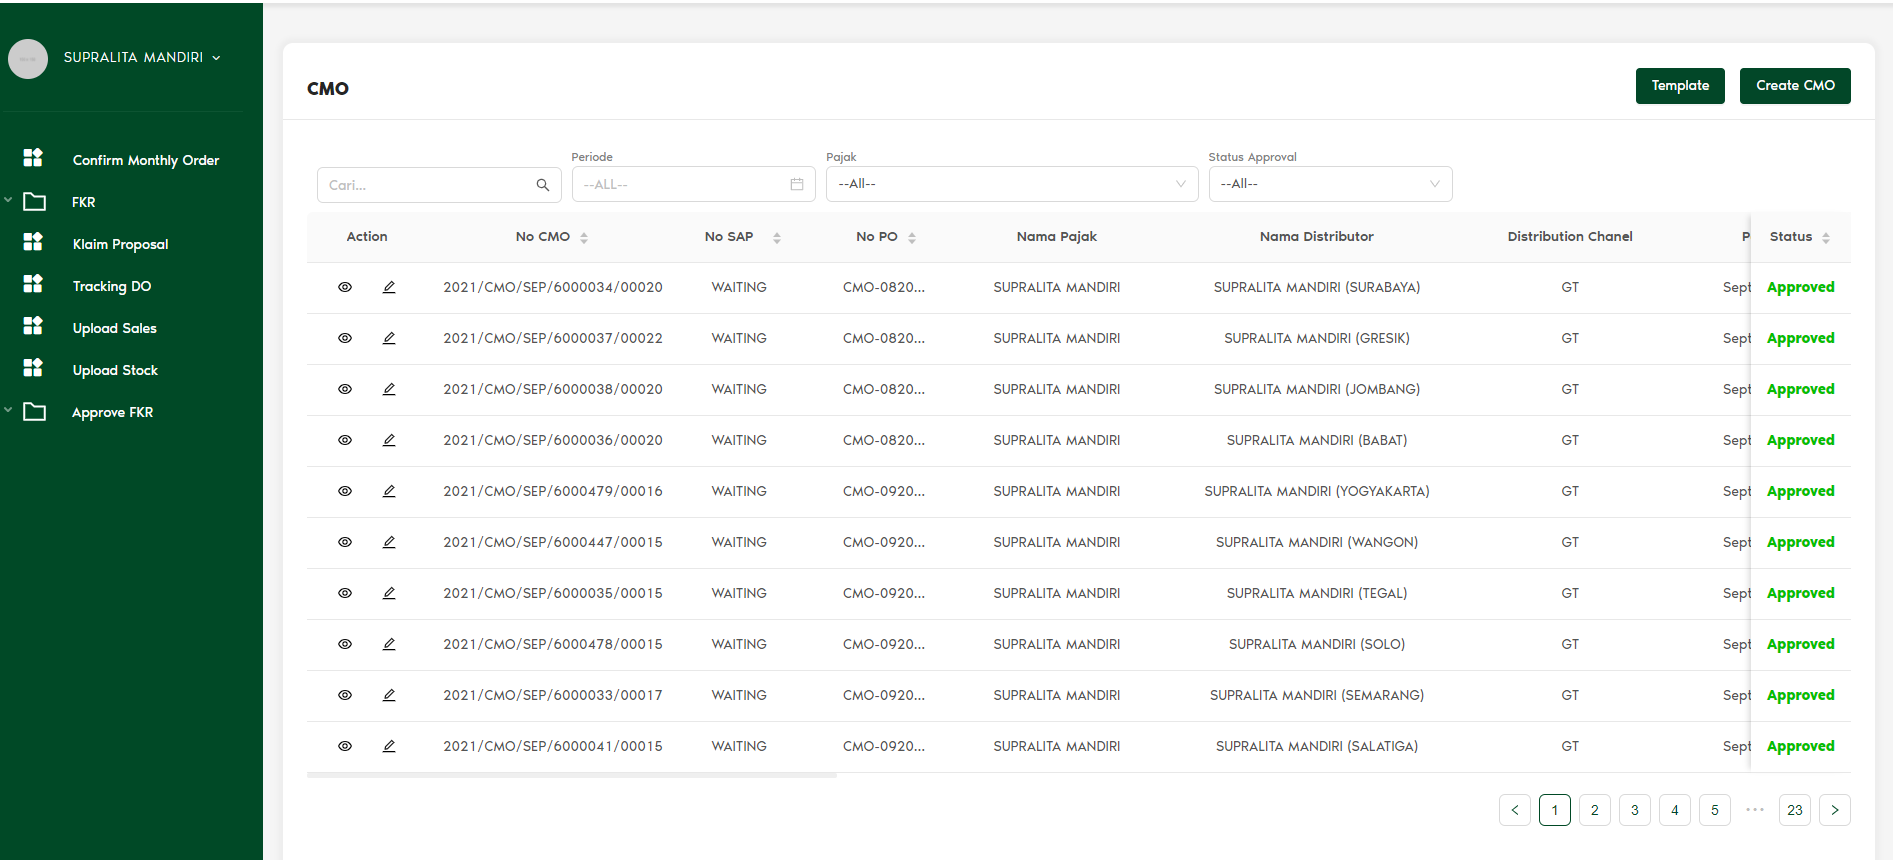 SUPRALITA MANDIRI
Confirm Monthly Order
FKR
Klaim Proposal
Tracking DO
Upload Sales
Upload Stock
Approve FKR
CMO
Template Create CMO
Periode Pajak Status Approval
Cari... --ALL-- --All-- --All--
Action No CMO No SAP No PO Nama Pajak Nama Distributor Distribution Chanel P Status
2021/CMO/SEP/6000034/00020 WAITING CMO-0820... SUPRALITA MANDIRI SUPRALITA MANDIRI (SURABAYA) GT Sept Approved
2021/CMO/SEP/6000037/00022 WAITING CMO-0820... SUPRALITA MANDIRI SUPRALITA MANDIRI (GRESIK) GT Sept Approved
2021/CMO/SEP/6000038/00020 WAITING CMO-0820... SUPRALITA MANDIRI SUPRALITA MANDIRI (JOMBANG) GT Sept Approved
2021/CMO/SEP/6000036/00020 WAITING CMO-0820... SUPRALITA MANDIRI SUPRALITA MANDIRI (BABAT) GT Sept Approved
2021/CMO/SEP/6000479/00016 WAITING CMO-0920... SUPRALITA MANDIRI SUPRALITA MANDIRI (YOGYAKARTA) GT Sept Approved
2021/CMO/SEP/6000447/00015 WAITING CMO-0920... SUPRALITA MANDIRI SUPRALITA MANDIRI (WANGON) GT Sept Approved
2021/CMO/SEP/6000035/00015 WAITING CMO-0920... SUPRALITA MANDIRI SUPRALITA MANDIRI (TEGAL) GT Sept Approved
2021/CMO/SEP/6000478/00015 WAITING CMO-0920... SUPRALITA MANDIRI SUPRALITA MANDIRI (SOLO) GT Sept Approved
2021/CMO/SEP/6000033/00017 WAITING CMO-0920... SUPRALITA MANDIRI SUPRALITA MANDIRI (SEMARANG) GT Sept Approved
2021/CMO/SEP/6000041/00015 WAITING CMO-0920... SUPRALITA MANDIRI SUPRALITA MANDIRI (SALATIGA) GT Sept Approved
< 1 2 3 4 5 ••• 23 >